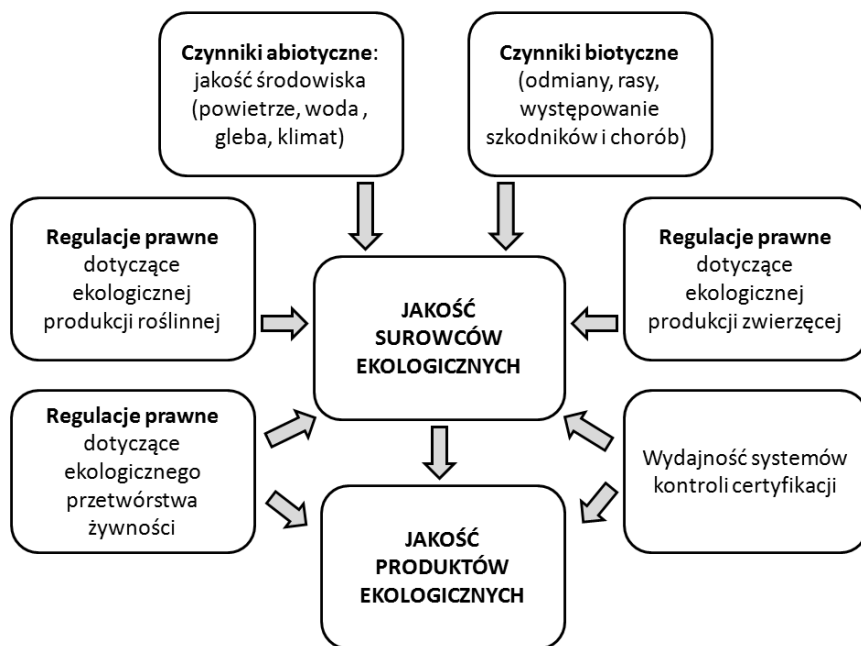 Czynniki abiotyczne:
jakość środowiska
(powietrze, woda ,
gleba, klimat)
Czynniki biotyczne
(odmiany, rasy,
występowanie
szkodników i chorób)
Regulacje prawne
dotyczące
ekologicznej
produkcji roślinnej
JAKOŚĆ
SUROWCÓW
EKOLOGICZNYCH
Regulacje prawne
dotyczące
ekologicznej
produkcji zwierzęcej
Regulacje prawne
dotyczące
ekologicznego
przetwórstwa
żywności
JAKOŚĆ
PRODUKTÓW
EKOLOGICZNYCH
Wydajność systemów
kontroli certyfikacji